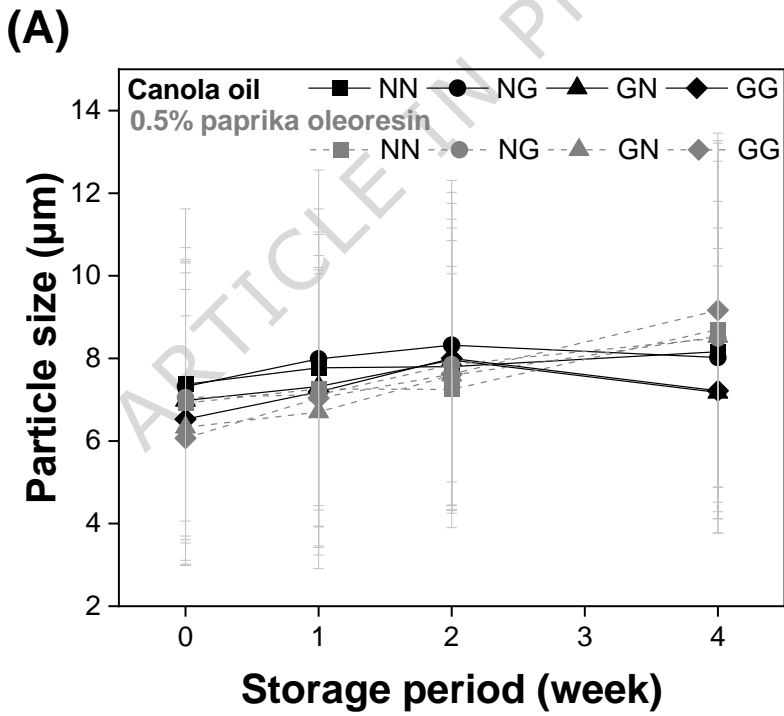 (A)
Canola oil NN NG GN GG
0.5% paprika oleoresin
NN NG GN GG
14
12
10
8
6
4
2
Particle size (µm)
0 1 2 3 4
Storage period (week)
ARTICLE IN PR